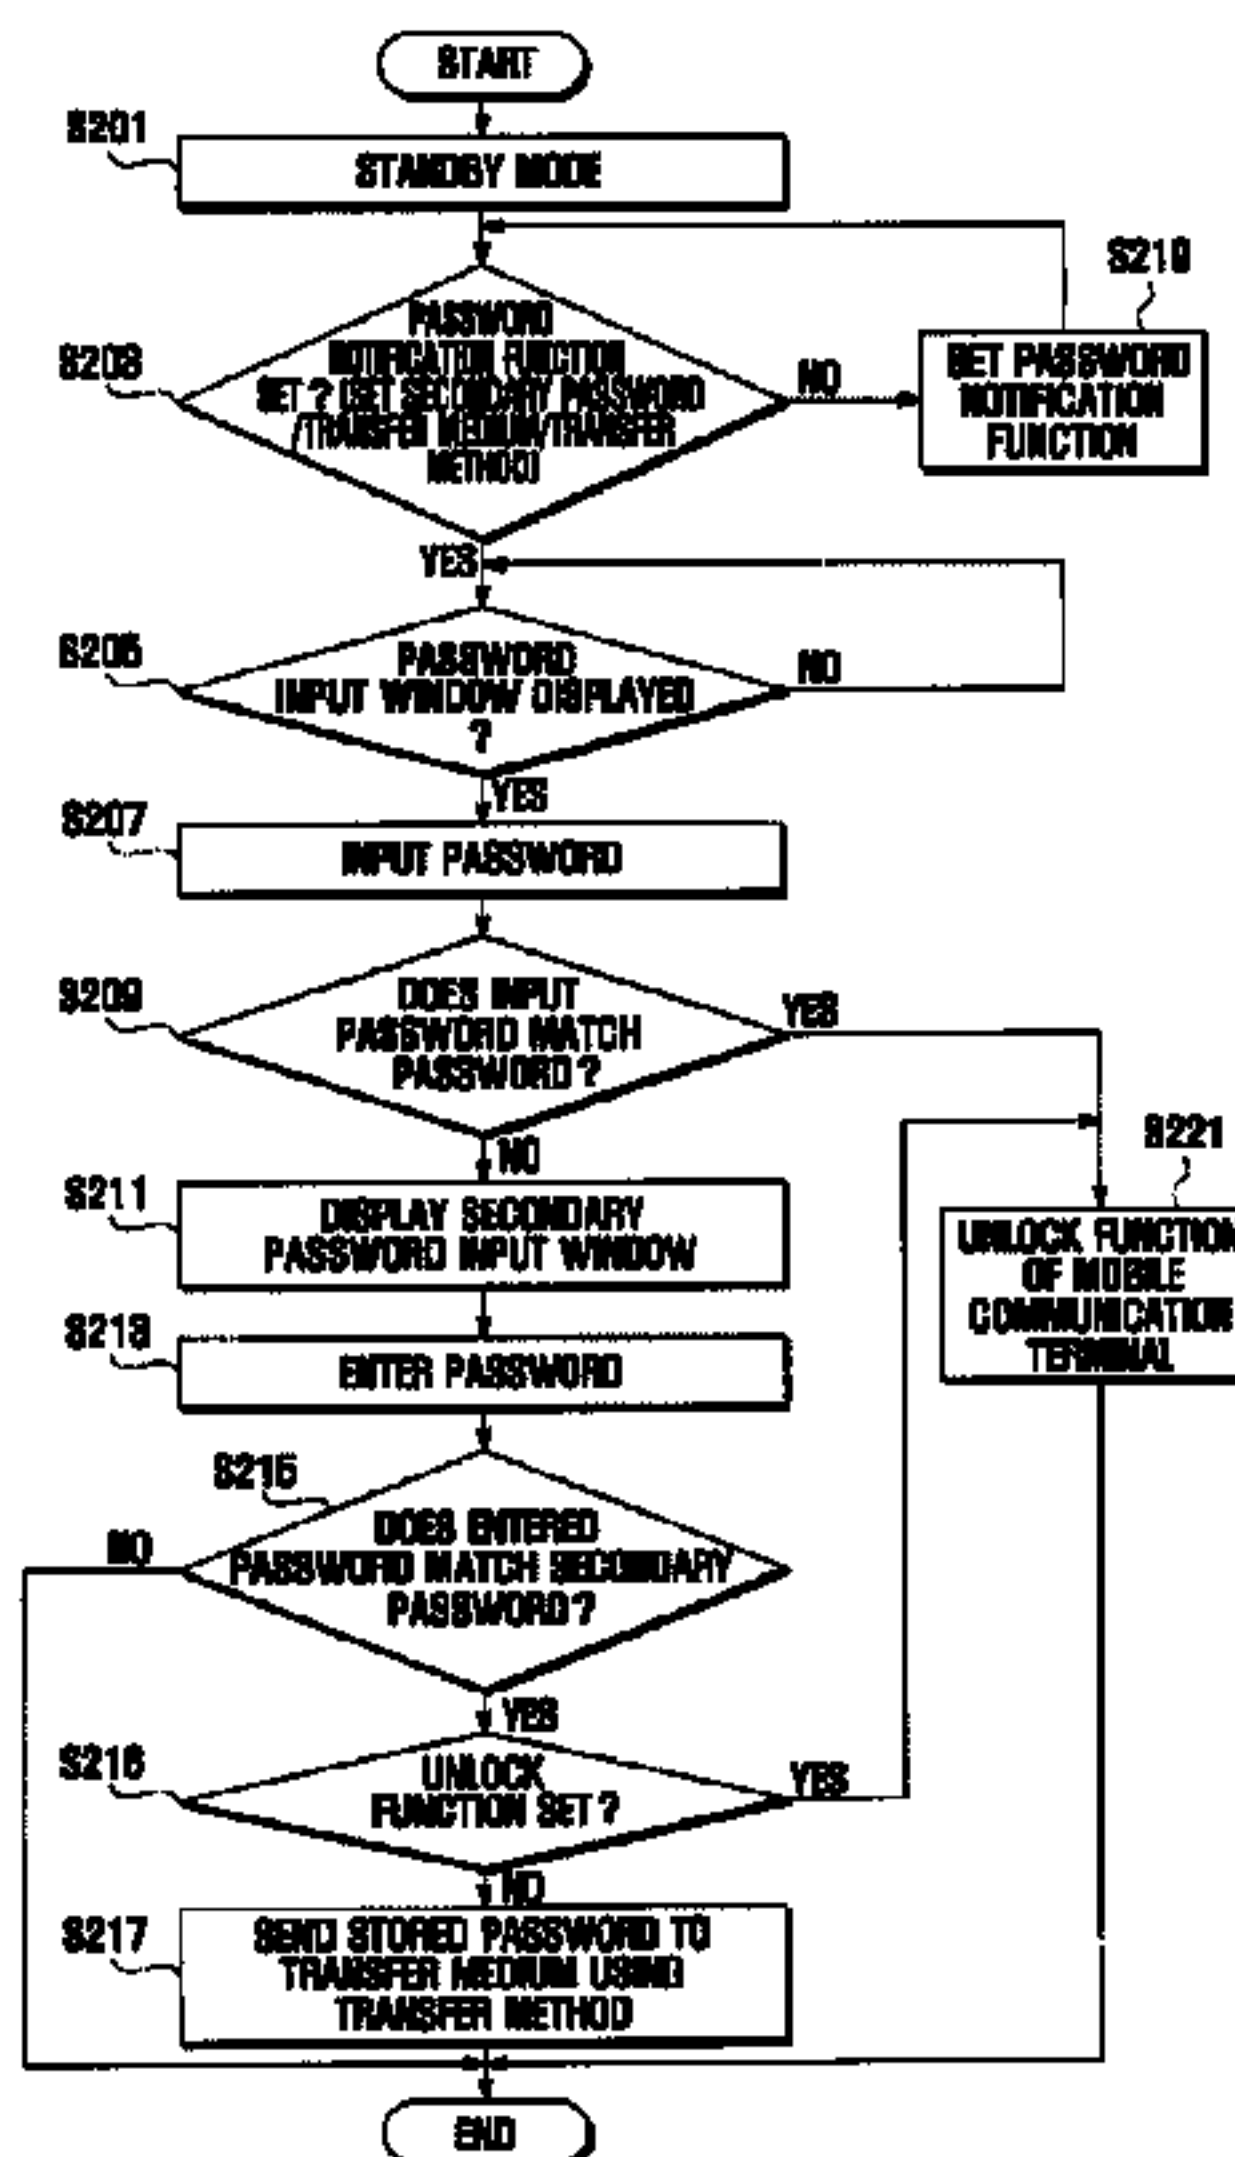 START
S201
STANDBY MODE
S219
S203
PASSWORD
NOTIFICATION FUNCTION
SET ? (SET SECONDARY PASSWORD
/TRANSFER MEDIUM/TRANSFER
METHOD)
NO
SET PASSWORD
NOTIFICATION
FUNCTION
YES
S205
PASSWORD
INPUT WINDOW DISPLAYED
?
NO
YES
S207
INPUT PASSWORD
S209
DOES INPUT
PASSWORD MATCH
PASSWORD ?
YES
NO
S221
S211
DISPLAY SECONDARY
PASSWORD INPUT WINDOW
UNLOCK FUNCTION
OF MOBILE
COMMUNICATION
TERMINAL
S213
ENTER PASSWORD
S215
NO
DOES ENTERED
PASSWORD MATCH SECONDARY
PASSWORD ?
YES
S216
UNLOCK
FUNCTION SET ?
YES
NO
S217
SEND STORED PASSWORD TO
TRANSFER MEDIUM USING
TRANSFER METHOD
END